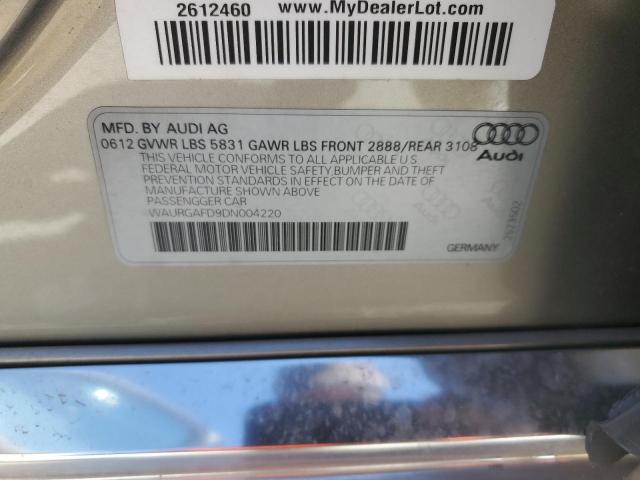 2612460 www.MyDealerLot.com
MFD. BY AUDI AG
0612 GVWR LBS 5831 GAWR LBS FRONT 2888/REAR 3108
THIS VEHICLE CONFORMS TO ALL APPLICABLE U.S
FEDERAL MOTOR VEHICLE SAFETY, BUMPER AND THEFT
PREVENTION STANDARDS IN EFFECT ON THE DATE OF
MANUFACTURE SHOWN ABOVE
PASSENGGER CAR
WAURGAFD9DN004220
Audi
GERMANY
2623502